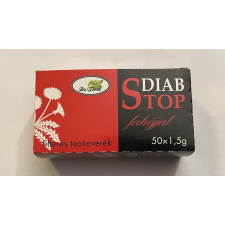 Dr. Flóra
DIAB
STOP
fahéjjal
filteres teakeverék
50×1,5g